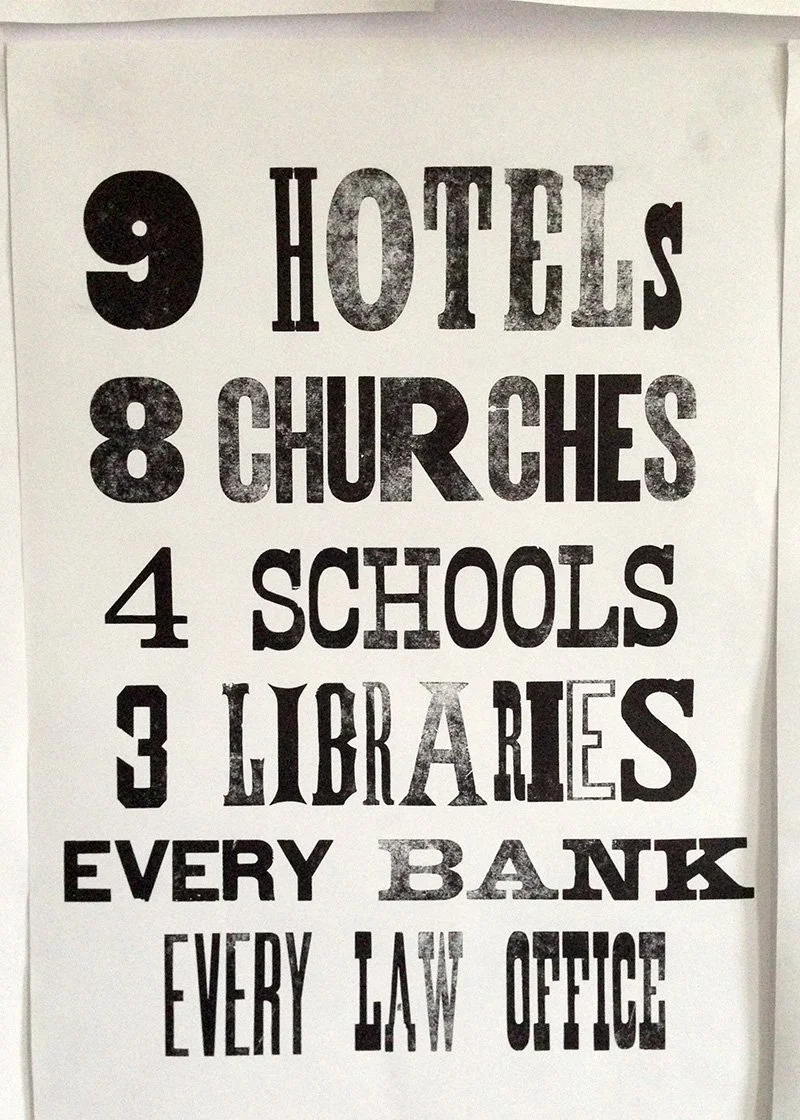 9 HOTELs
8 CHURCHES
4 SCHOOLS
3 LIBRARIES
EVERY BANK
EVERY LAW OFFICE